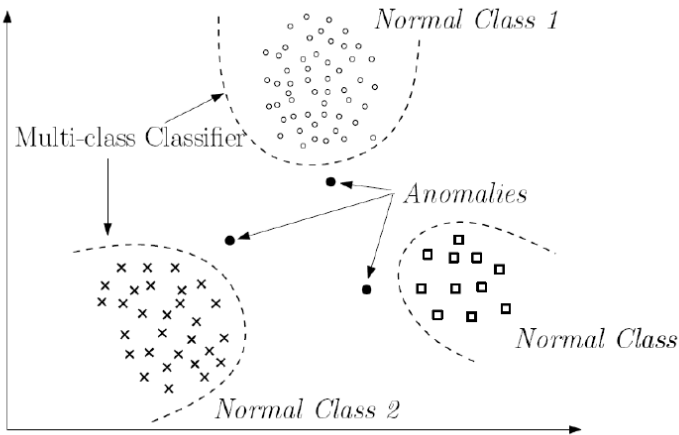 Normal Class 1
Multi-class Classifier
Anomalies
Normal Class
Normal Class 2